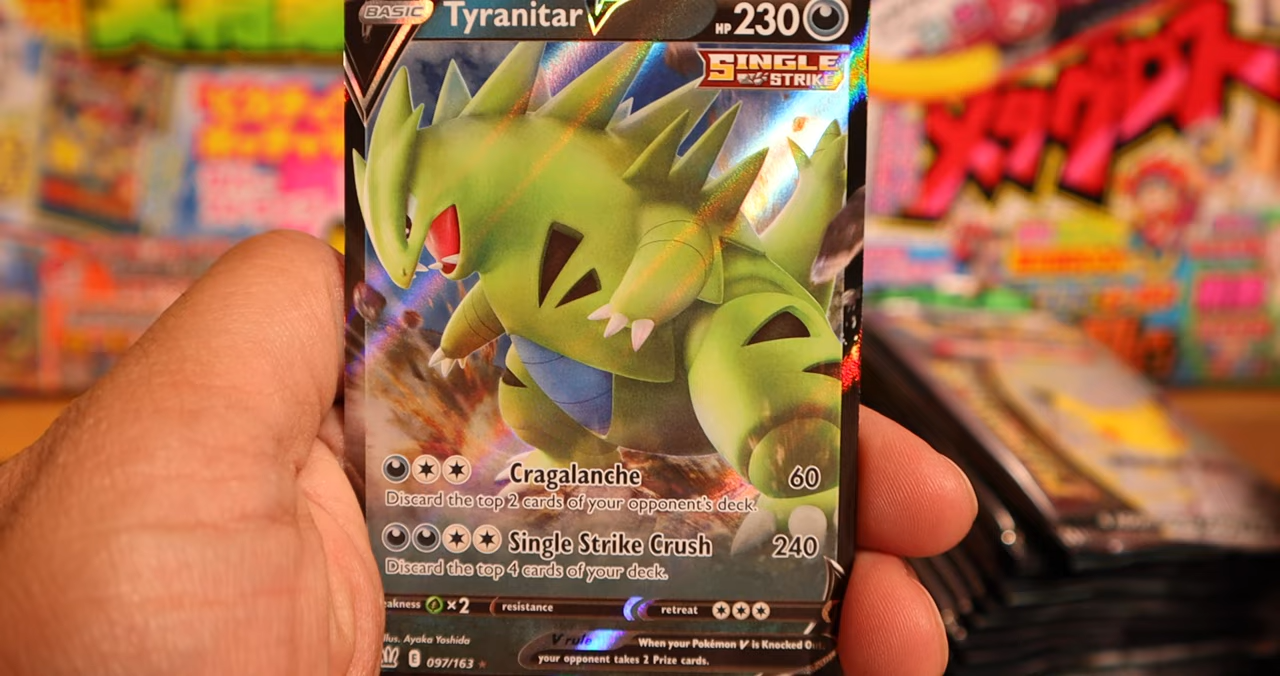 BASIC Tyranitar V HP 230
SINGLE
STRIKE
Cragalanche 60
Discard the top 2 cards of your opponent's deck.
Single Strike Crush 240
Discard the top 4 cards of your deck.
eakness ×2 resistance retreat
llus. Ayaka Yoshida
V rule When your Pokémon V is Knocked Out,
your opponent takes 2 Prize cards.
E 097/163